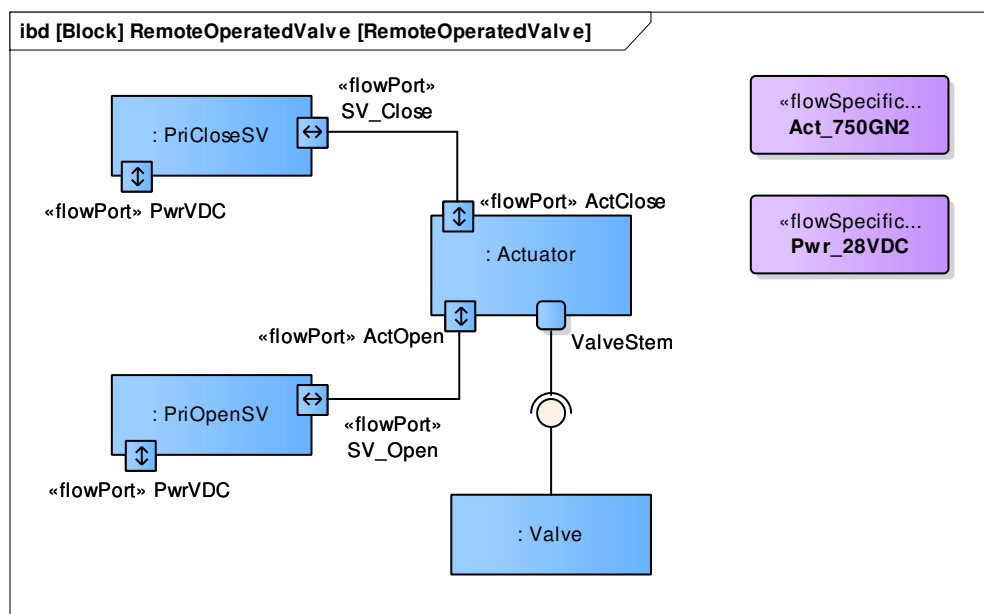 ibd [Block] RemoteOperatedValve [RemoteOperatedValve]
«flowPort»
SV_Close
: PriCloseSV
«flowPort» PwrVDC
«flowPort» ActClose
: Actuator
«flowPort» ActOpen
ValveStem
: PriOpenSV
«flowPort»
SV_Open
«flowPort» PwrVDC
: Valve
«flowSpecific...
Act_750GN2
«flowSpecific...
Pwr_28VDC